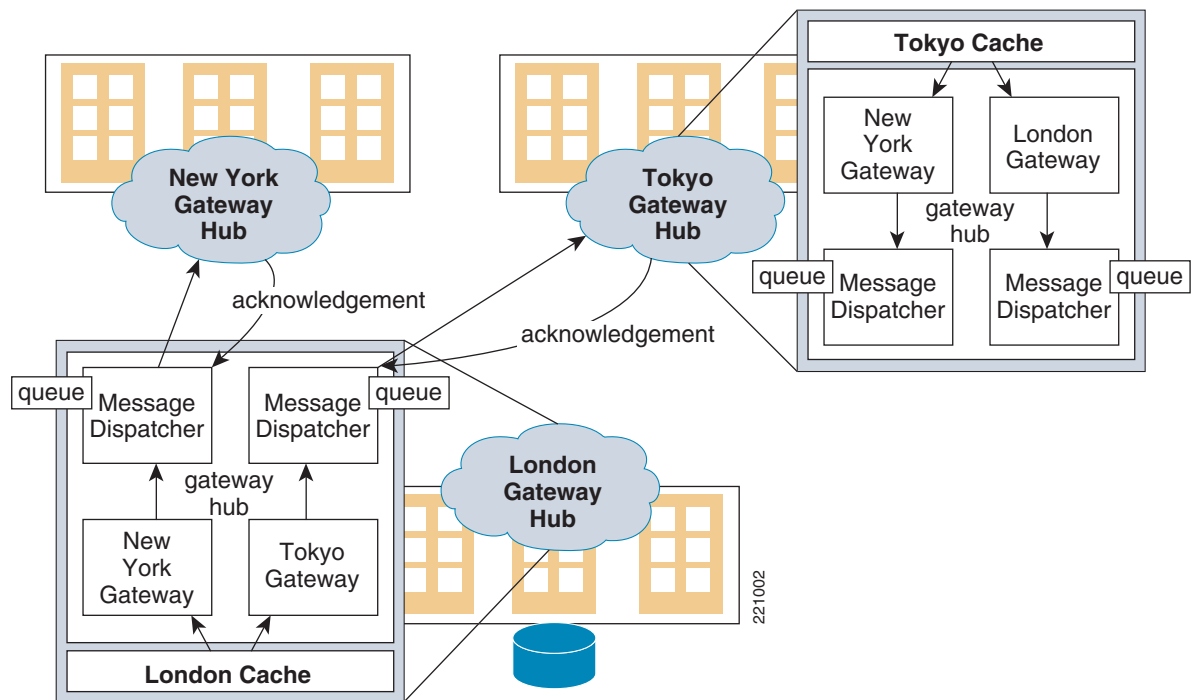 Tokyo Cache
New
York
Gateway
London
Gateway
gateway
hub
queue
Message
Dispatcher
Message
Dispatcher
queue
New York
Gateway
Hub
Tokyo
Gateway
Hub
acknowledgement
acknowledgement
queue
Message
Dispatcher
Message
Dispatcher
queue
gateway
hub
New
York
Gateway
Tokyo
Gateway
London Cache
London
Gateway
Hub
221002